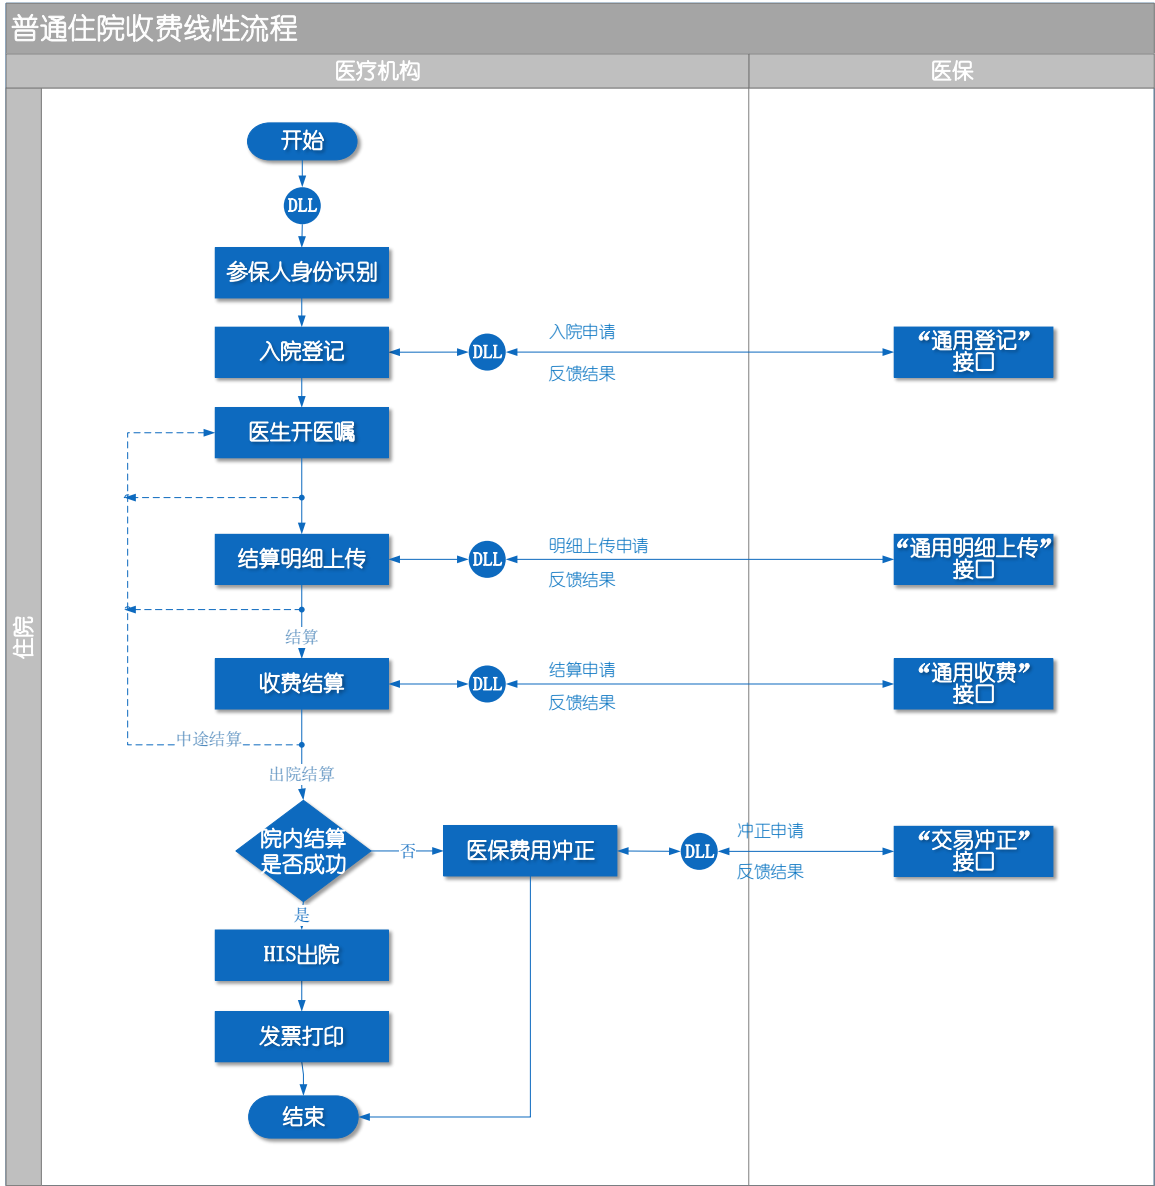 普通住院收费线性流程
医疗机构
医保
住院
开始
DLL
参保人身份识别
入院登记
DLL
入院申请
反馈结果
“通用登记”
接口
医生开医嘱
结算明细上传
DLL
明细上传申请
反馈结果
“通用明细上传”
接口
结算
收费结算
DLL
结算申请
反馈结果
“通用收费”
接口
中途结算
出院结算
院内结算
是否成功
否
医保费用冲正
DLL
冲正申请
反馈结果
“交易冲正”
接口
是
HIS出院
发票打印
结束